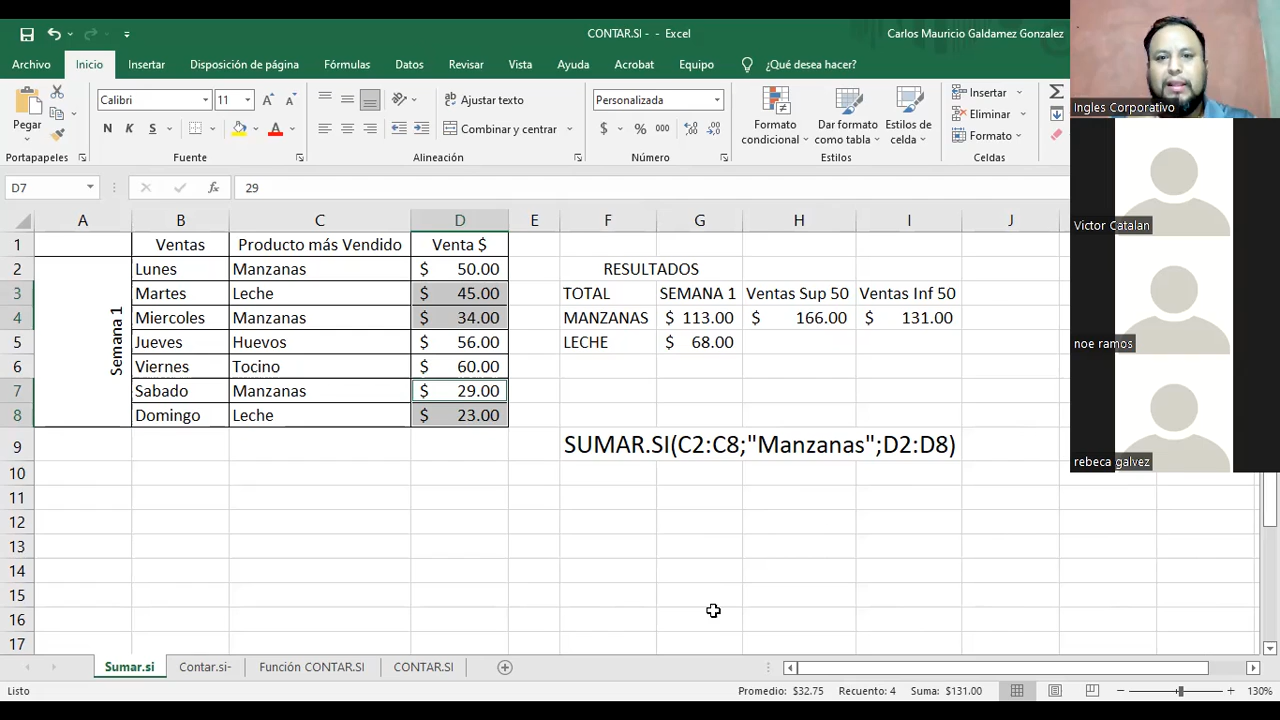 CONTAR.SI - - Excel
Carlos Mauricio Galdamez Gonzalez
Archivo Inicio Insertar Disposición de página Fórmulas Datos Revisar Vista Ayuda Acrobat Equipo ¿Qué desea hacer?
Pegar
Calibri 11
N K S
Ajustar texto
Combinar y centrar
Personalizada
$ % 000
Formato condicional
Dar formato como tabla
Estilos de celda
Insertar
Eliminar
Formato
Portapapeles Fuente Alineación Número Estilos Celdas
D7 fx 29
A B C D E F G H I J
1 Ventas Producto más Vendido Venta $
2 Lunes Manzanas $ 50.00 RESULTADOS
3 Martes Leche $ 45.00 TOTAL SEMANA 1 Ventas Sup 50 Ventas Inf 50
4 Miercoles Manzanas $ 34.00 MANZANAS $ 113.00 $ 166.00 $ 131.00
5 Jueves Huevos $ 56.00 LECHE $ 68.00
6 Viernes Tocino $ 60.00
7 Sabado Manzanas $ 29.00
8 Domingo Leche $ 23.00
Semana 1
9 SUMAR.SI(C2:C8;"Manzanas";D2:D8)
10
11
12
13
14
15
16
17
Sumar.si Contar.si- Función CONTAR.SI CONTAR.SI
Listo Promedio: $32.75 Recuento: 4 Suma: $131.00 130%
Ingles Corporativo
Victor Catalan
noe ramos
rebeca galvez